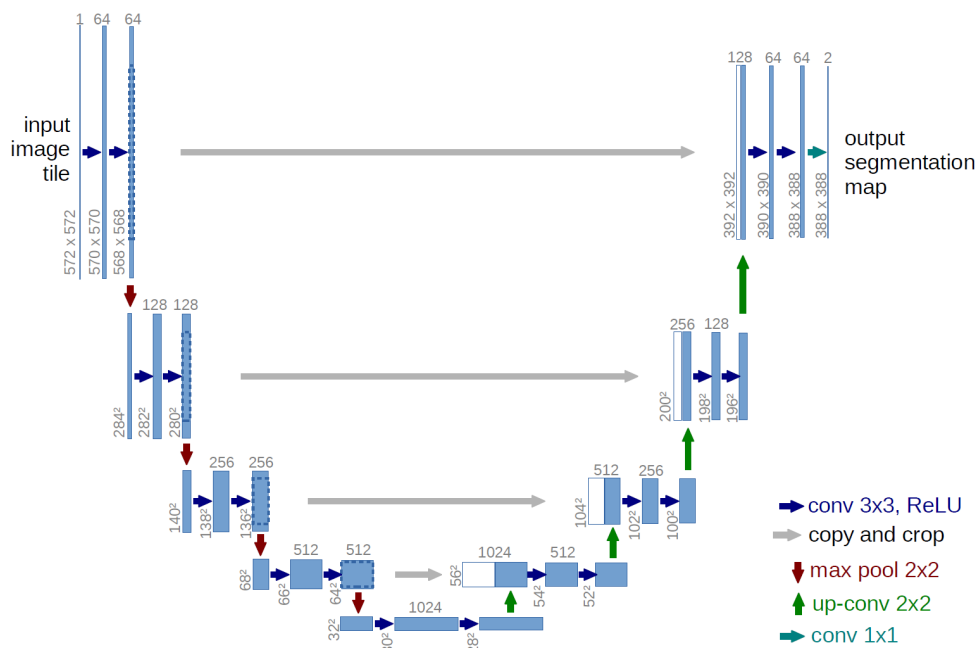 1 64 64
128 64 64 2
input
image
tile
output
segmentation
map
572 x 572
570 x 570
568 x 568
392 x 392
390 x 390
388 x 388
388 x 388
128 128
256 128
284²
282²
280²
200²
198²
196²
256 256
512 256
140²
138²
136²
104²
102²
100²
512 512
1024 512
68²
66²
64²
56²
54²
52²
1024
32²
conv 3x3, ReLU
copy and crop
max pool 2x2
up-conv 2x2
conv 1x1